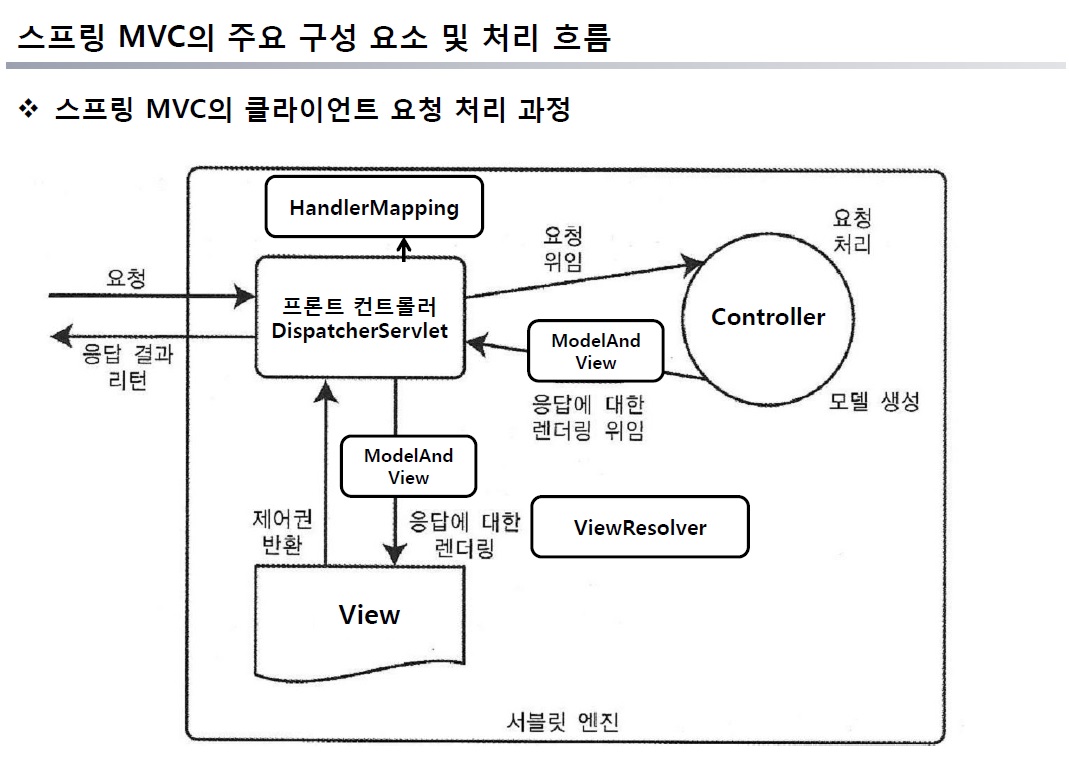 스프링 MVC의 주요 구성 요소 및 처리 흐름
❖ 스프링 MVC의 클라이언트 요청 처리 과정
HandlerMapping
요청
위임
요청
처리
요청
프론트 컨트롤러
DispatcherServlet
Controller
응답 결과
리턴
ModelAnd
View
응답에 대한
렌더링 위임
모델 생성
ModelAnd
View
제어권
반환
응답에 대한
렌더링
ViewResolver
View
서블릿 엔진